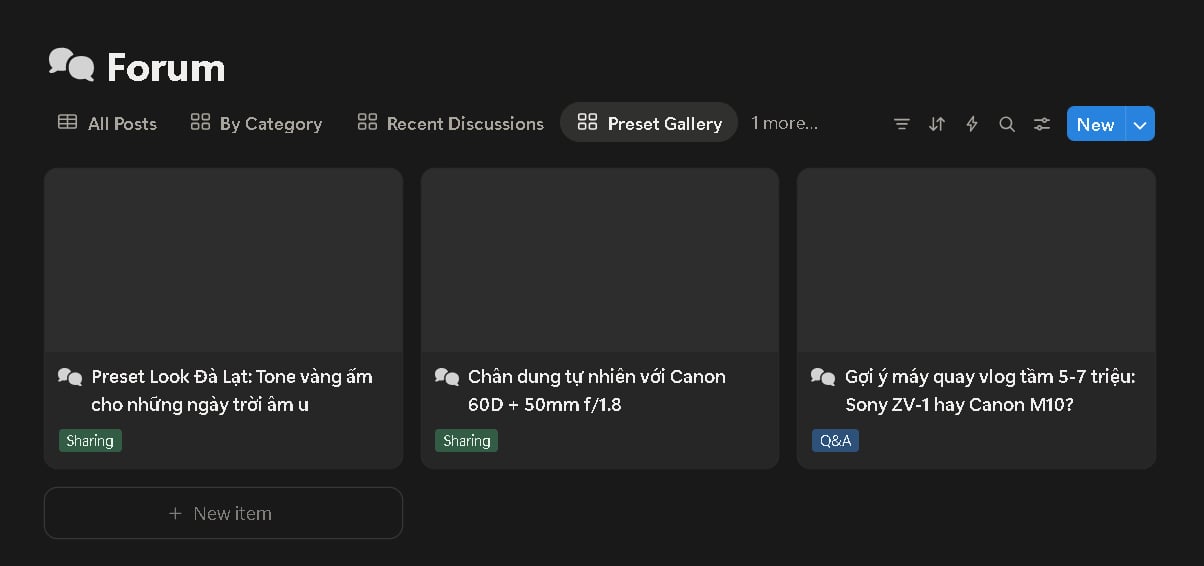 Forum
All Posts
By Category
Recent Discussions
Preset Gallery
1 more...
New
Preset Look Đà Lạt: Tone vàng ấm
cho những ngày trời âm u
Sharing
Chân dung tự nhiên với Canon
60D + 50mm f/1.8
Sharing
Gợi ý máy quay vlog tầm 5-7 triệu:
Sony ZV-1 hay Canon M10?
Q&A
+ New item